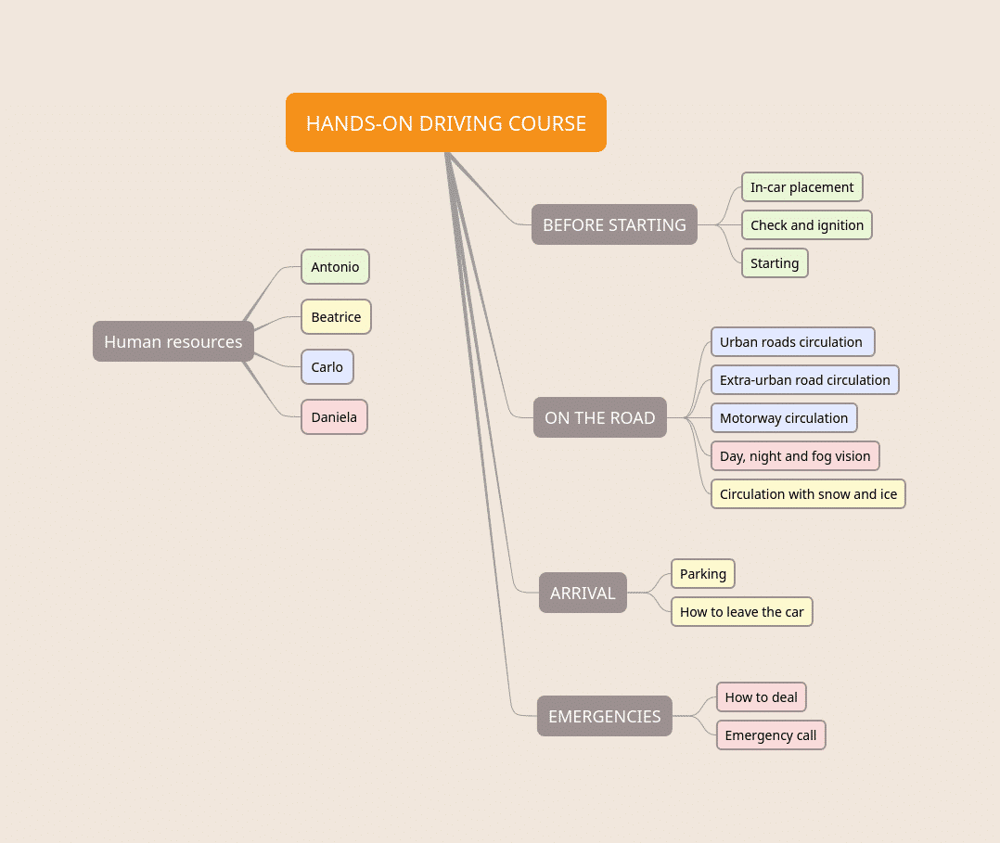 HANDS-ON DRIVING COURSE
BEFORE STARTING
In-car placement
Check and ignition
Starting
Human resources
Antonio
Beatrice
Carlo
Daniela
ON THE ROAD
Urban roads circulation
Extra-urban road circulation
Motorway circulation
Day, night and fog vision
Circulation with snow and ice
ARRIVAL
Parking
How to leave the car
EMERGENCIES
How to deal
Emergency call